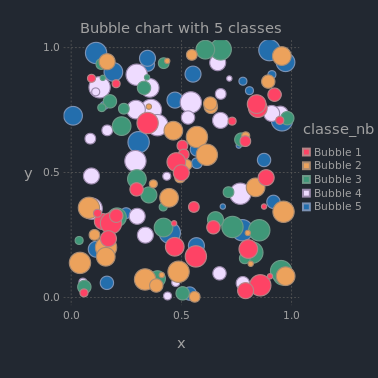 Bubble chart with 5 classes
1.0
0.5
0.0
y
0.0
0.5
1.0
x
classe_nb
Bubble 1
Bubble 2
Bubble 3
Bubble 4
Bubble 5